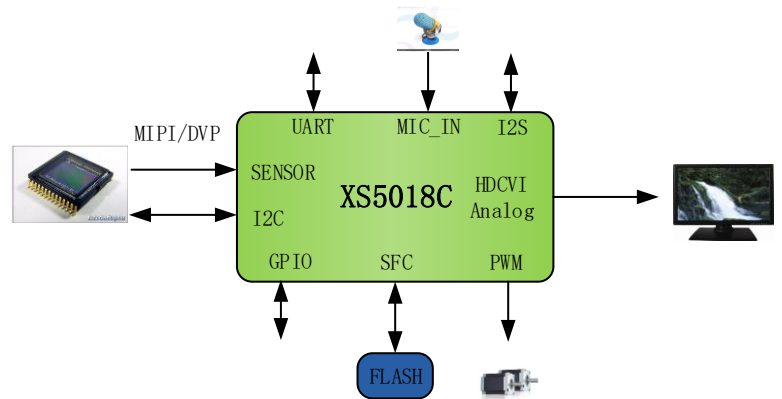 MIPI/DVP
UART
MIC_IN
I2S
SENSOR
I2C
XS5018C
HDCVI
Analog
GPIO
SFC
PWM
FLASH